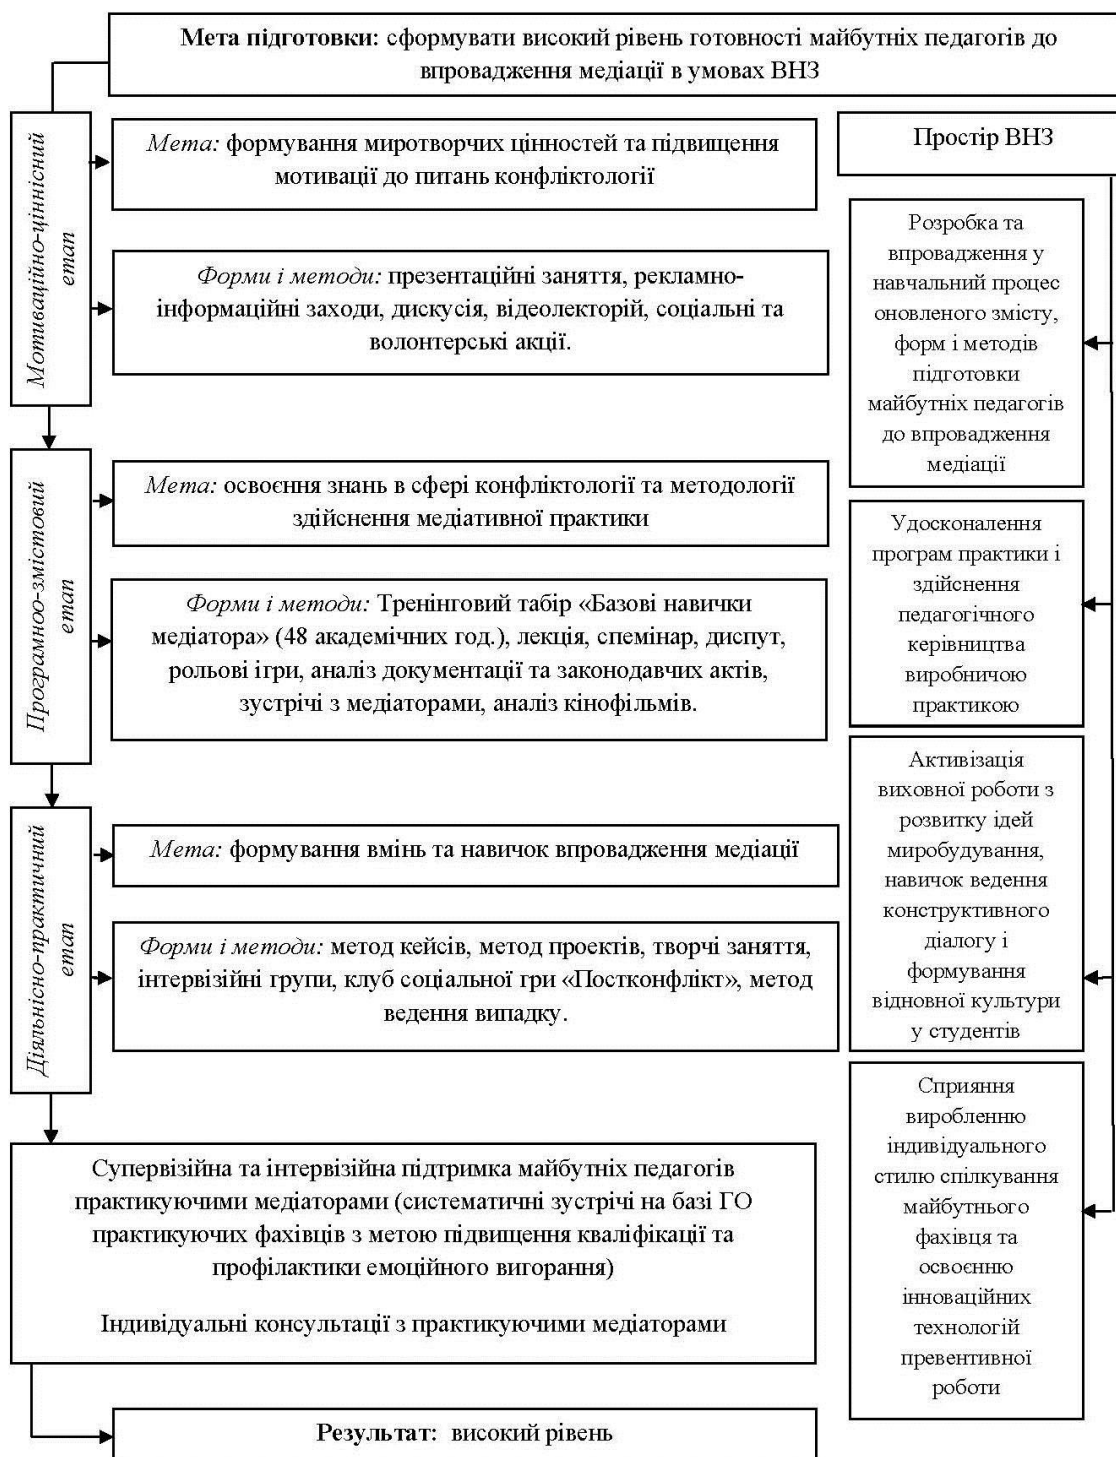 Мета підготовки: сформувати високий рівень готовності майбутніх педагогів до
впровадження медіації в умовах ВНЗ
Мотиваційно-ціннісний
етап
Мета: формування миротворчих цінностей та підвищення
мотивації до питань конфліктології
Форми і методи: презентаційні заняття, рекламно-
інформаційні заходи, дискусія, відеолекторій, соціальні та
волонтерські акції.
Програмноо-змістовий
етап
Мета: освоєння знань в сфері конфліктології та методології
здійснення медіативної практики
Форми і методи: Тренінговий табір «Базові навички
медіатора» (48 академічних год.), лекція, спемінар, диспут,
рольові ігри, аналіз документації та законодавчих актів,
зустрічі з медіаторами, аналіз кінофільмів.
Діяльнісно-практичний
етап
Мета: формування вмінь та навичок впровадження медіації
Форми і методи: метод кейсів, метод проектів, творчі заняття,
інтервізійні групи, клуб соціальної гри «Постконфлікт», метод
ведення випадку.
Супервізійна та інтервізійна підтримка майбутніх педагогів
практикуючими медіаторами (систематичні зустрічі на базі ГО
практикуючих фахівців з метою підвищення кваліфікації та
профілактики емоційного вигорання)
Індивідуальні консультації з практикуючими медіаторами
Результат: високий рівень
Простір ВНЗ
Розробка та
впровадження у
навчальний процес
оновленого змісту,
форм і методів
підготовки
майбутніх педагогів
до впровадження
медіації
Удосконалення
програм практики і
здійснення
педагогічного
керівництва
виробничою
практикою
Активізація
виховної роботи з
розвитку ідей
миробудування,
навичок ведення
конструктивного
діалогу і
формування
відновної культури
у студентів
Сприяння
виробленню
індивідуального
стилю спілкування
майбутнього
фахівця та
освоєнню
інноваційних
технологій
превентивної
роботи